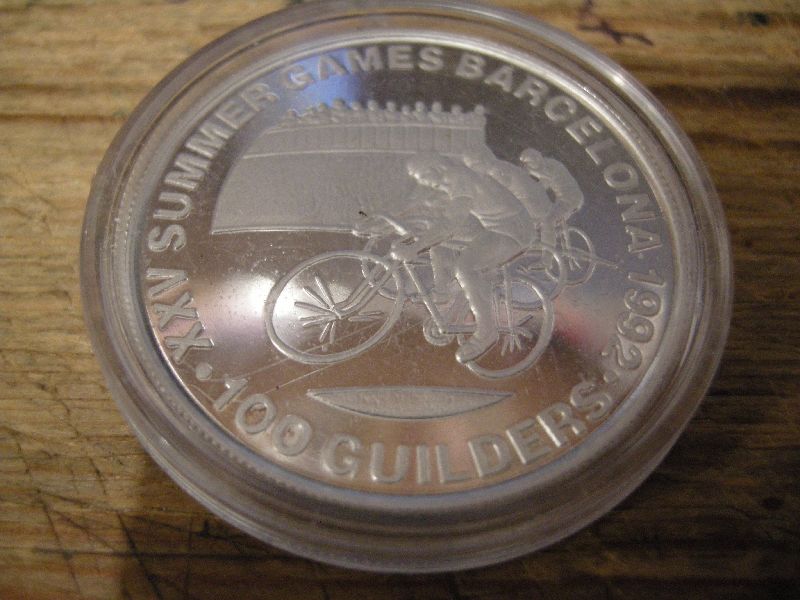 XXV SUMMER GAMES BARCELONA 1992
• 100 GUILDERS •